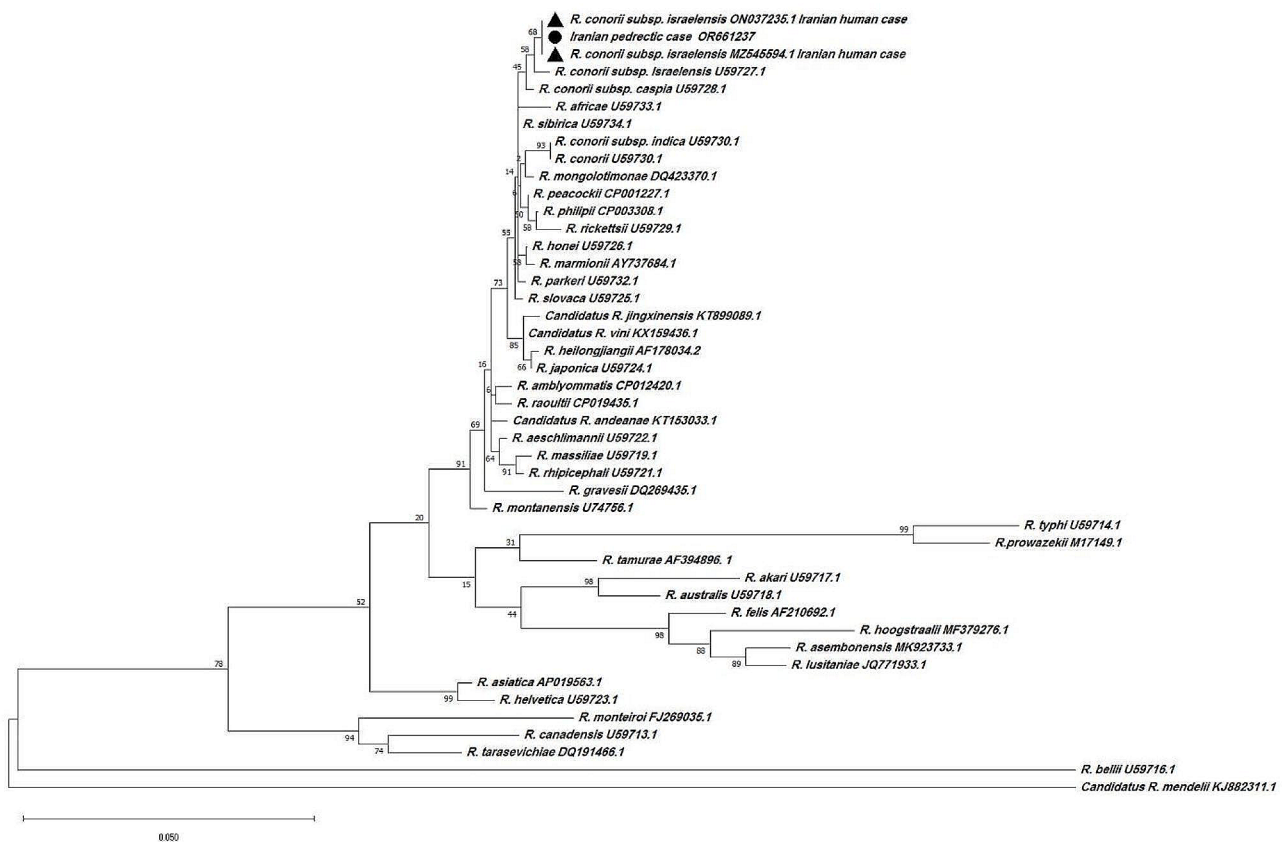 R. conorii subsp. israelensis ON037235.1 Iranian human case
68
Iranian pedrectic case OR661237
58
R. conorii subsp. israelensis MZ545594.1 Iranian human case
45
R. conorii subsp. Israelensis U59727.1
R. conorii subsp. caspia U59728.1
R. africae U59733.1
R. sibirica U59734.1
R. conorii subsp. indica U59730.1
93
R. conorii U59730.1
2
14
R. mongolotimonae DQ423370.1
6
R. peacockii CP001227.1
R. philipii CP003308.1
58
R. rickettsii U59729.1
55
R. honei U59726.1
R. marmionii AY737684.1
R. parkeri U59732.1
73
R. slovaca U59725.1
Candidatus R. jingxinensis KT899089.1
Candidatus R. vini KX159436.1
85
R. heilongjiangii AF178034.2
16
66
R. japonica U59724.1
R. amblyommatis CP012420.1
6
R. raoultii CP019435.1
Candidatus R. andeanae KT153033.1
69
R. aeschlimannii U59722.1
R. massiliae U59719.1
64
91
91
R. rhipicephali U59721.1
R. gravesii DQ269435.1
R. montanensis U74756.1
20
R. typhi U59714.1
99
R.prowazekii M17149.1
31
R. tamurae AF394896. 1
R. akari U59717.1
15
98
R. australis U59718.1
52
44
R. felis AF210692.1
R. hoogstraalii MF379276.1
98
R. asembonensis MK923733.1
88
89
R. lusitaniae JQ771933.1
78
R. asiatica AP019563.1
99
R. helvetica U59723.1
R. monteiroi FJ269035.1
94
R. canadensis U59713.1
74
R. tarasevichiae DQ191466.1
R. bellii U59716.1
Candidatus R. mendelii KJ882311.1
0.050